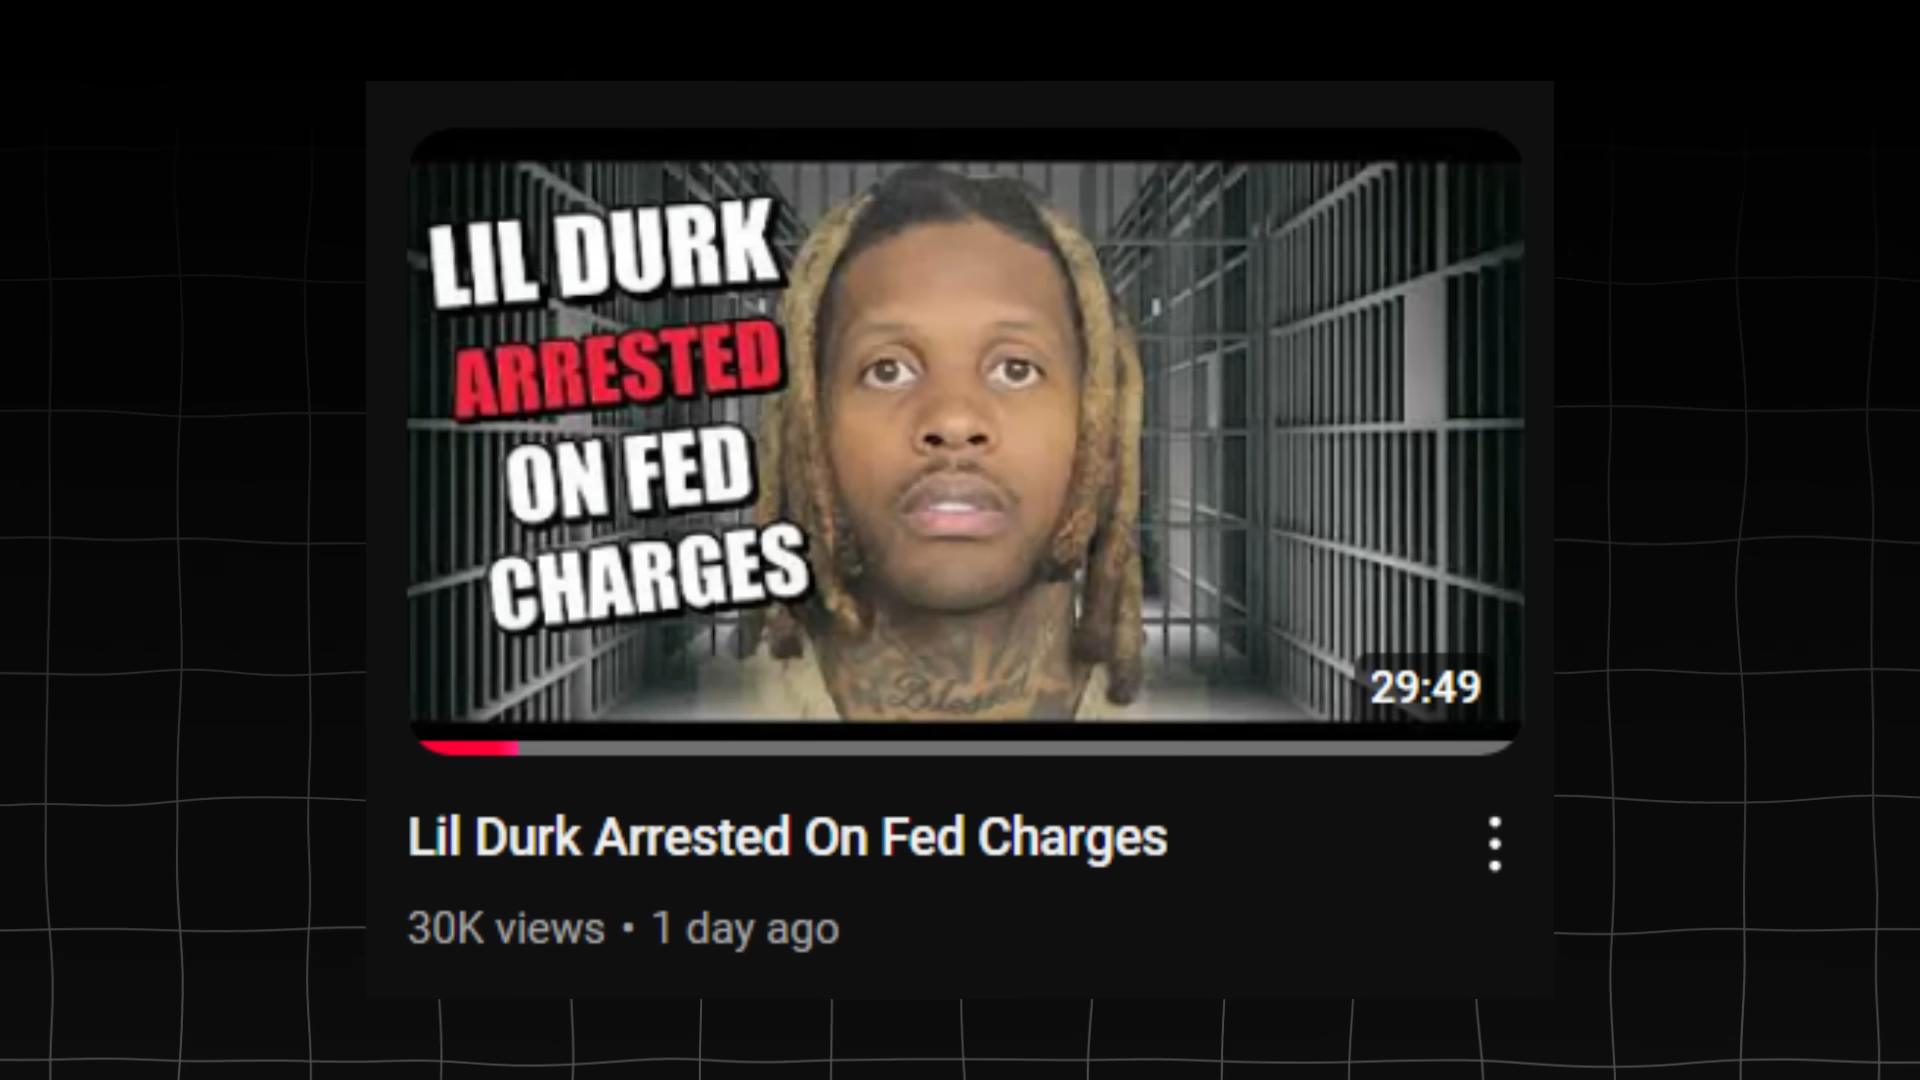 LIL DURK
ARRESTED
ON FED
CHARGES
Blessed
29:49
Lil Durk Arrested On Fed Charges
30K views • 1 day ago